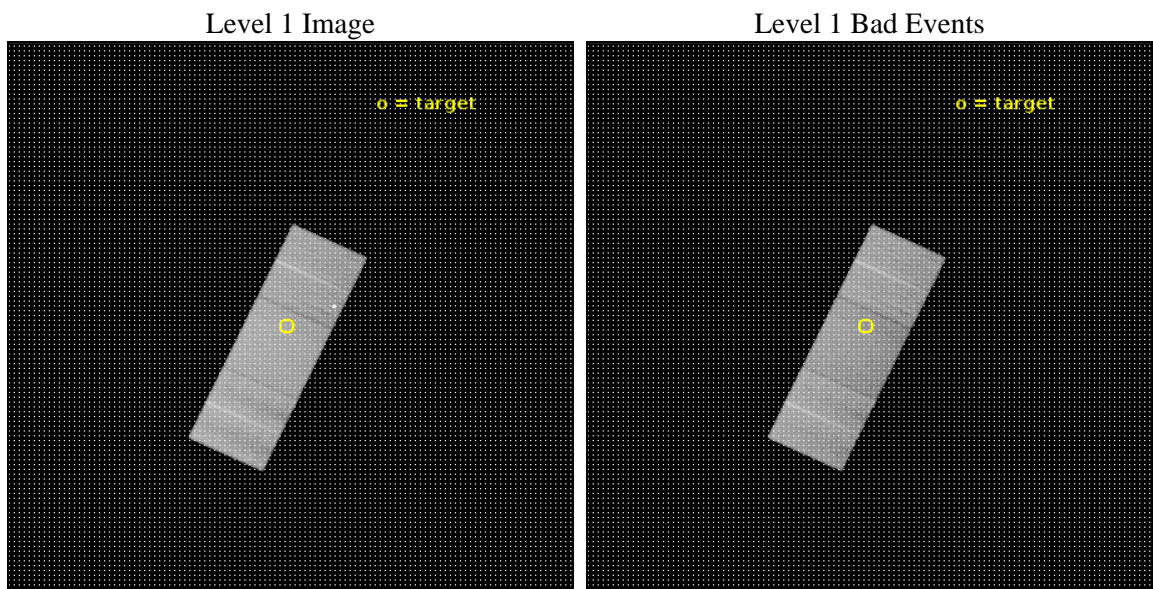 Level 1 Image
Level 1 Bad Events
o = target
o = target